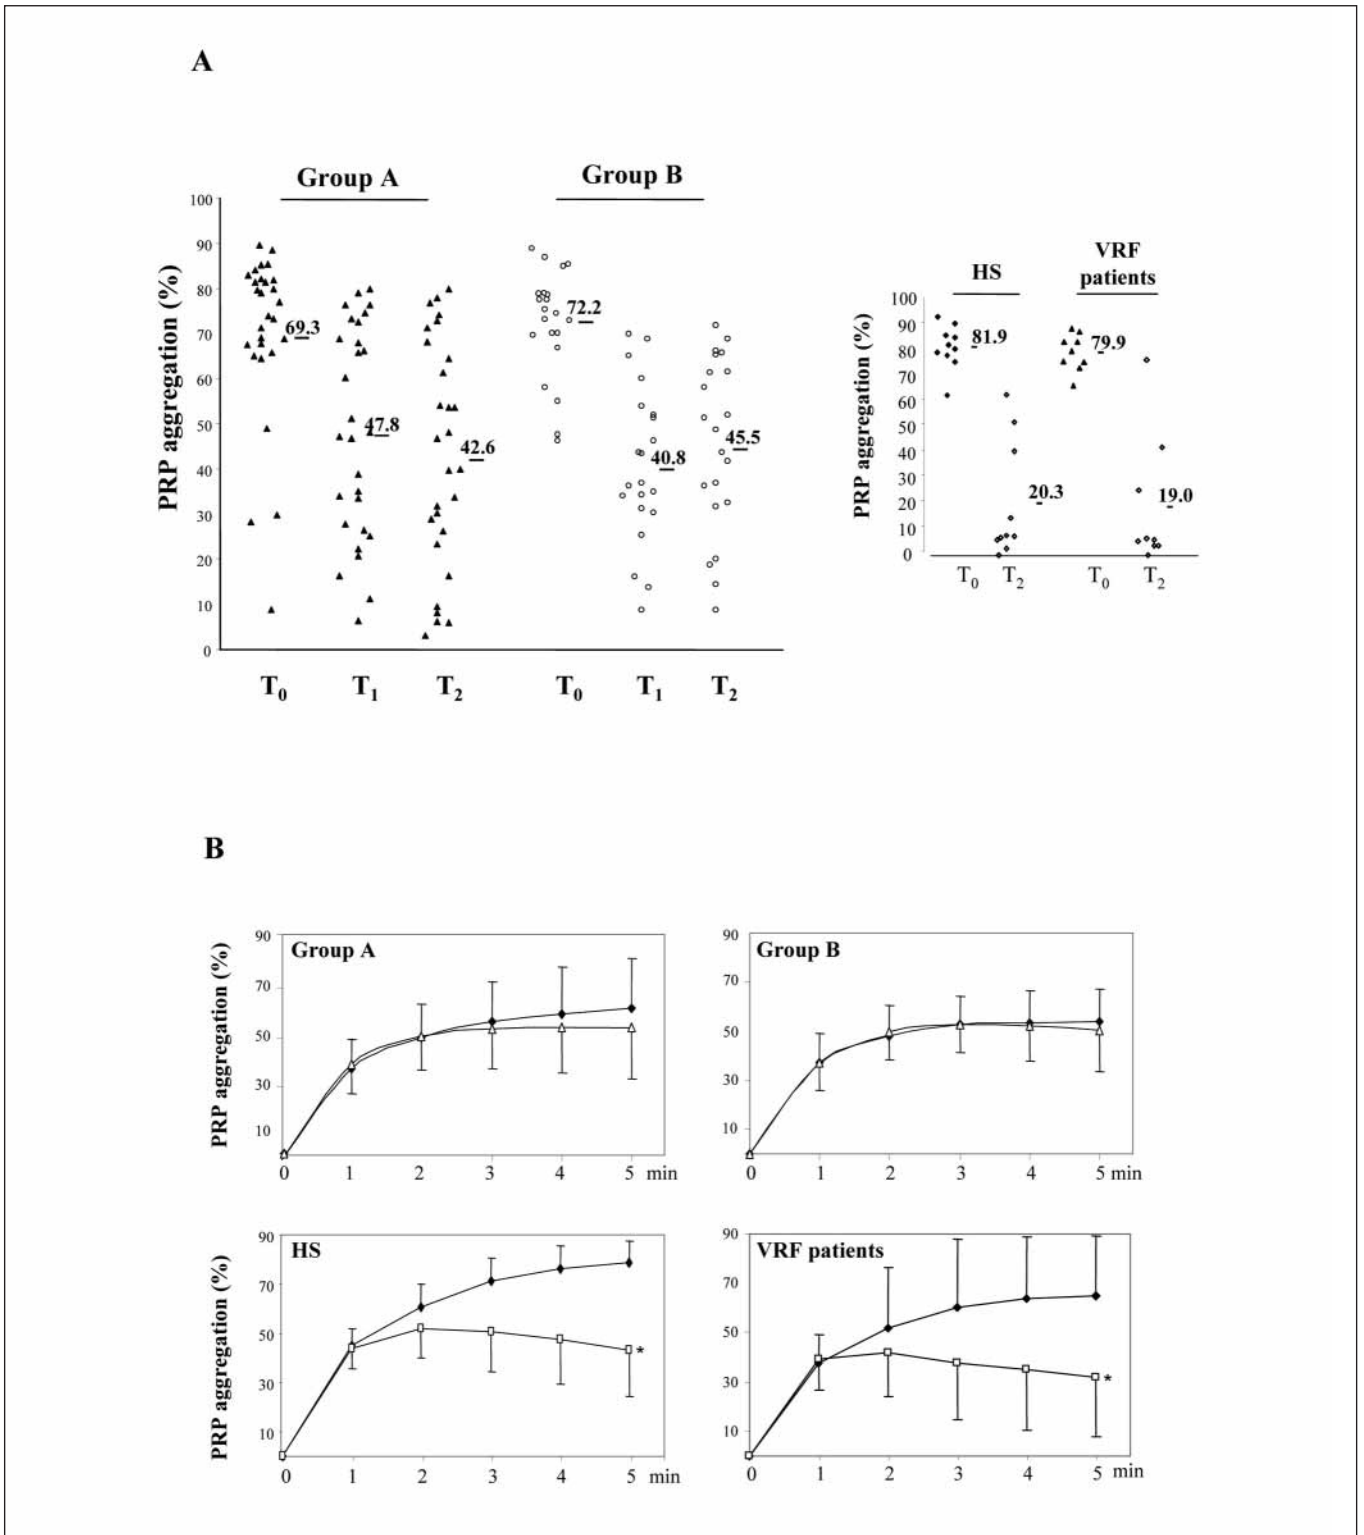 A
Group A
Group B
PRP aggregation (%)
100
90
80
70
60
50
40
30
20
10
0
69.3
47.8
42.6
72.2
40.8
45.5
T0
T1
T2
T0
T1
T2
HS
VRF
patients
PRP aggregation (%)
100
90
80
70
60
50
40
30
20
10
0
81.9
20.3
79.9
19.0
T0
T2
T0
T2
B
Group A
PRP aggregation (%)
90
70
50
30
10
0 1 2 3 4 5 min
Group B
90
70
50
30
10
0 1 2 3 4 5 min
HS
PRP aggregation (%)
90
70
50
30
10
*
0 1 2 3 4 5 min
VRF patients
90
70
50
30
10
*
0 1 2 3 4 5 min